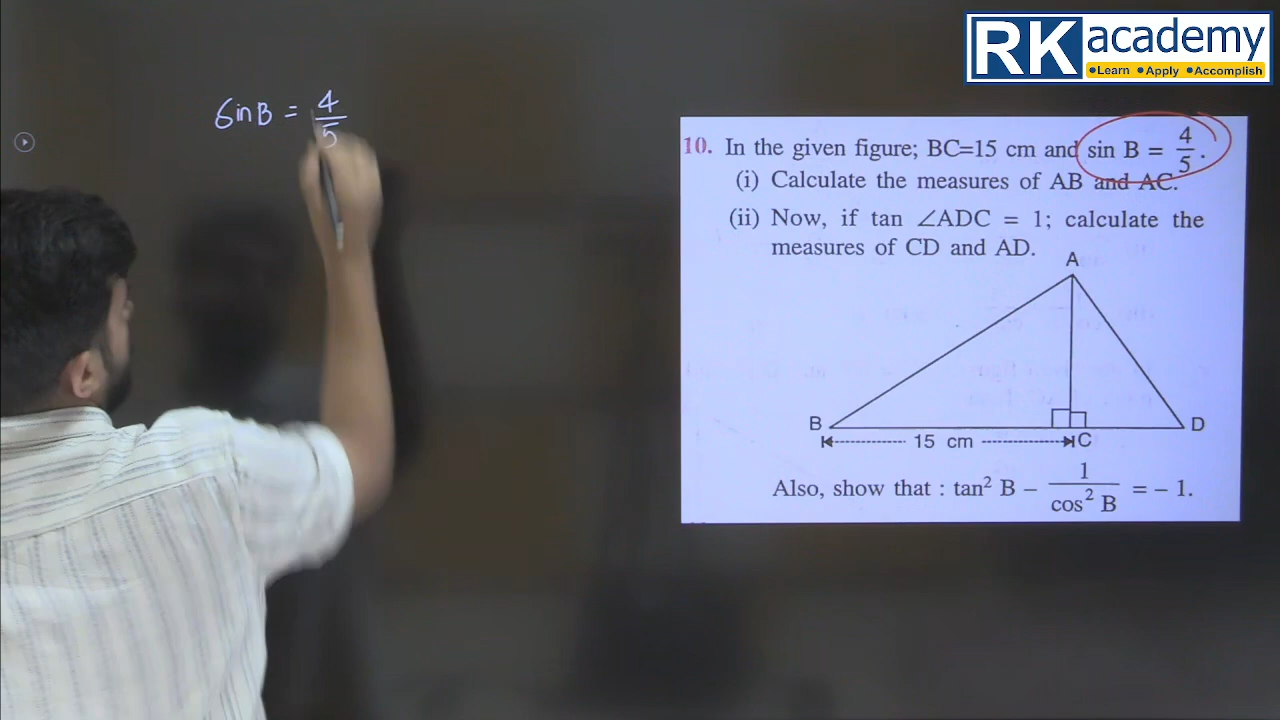 RK academy
•Learn •Apply •Accomplish
Sin B = 4/5
10. In the given figure; BC=15 cm and sin B = 4/5.
(i) Calculate the measures of AB and AC.
(ii) Now, if tan ∠ADC = 1; calculate the
measures of CD and AD.
A
B
D
15 cm
C
Also, show that : tan² B – 1/cos² B = – 1.